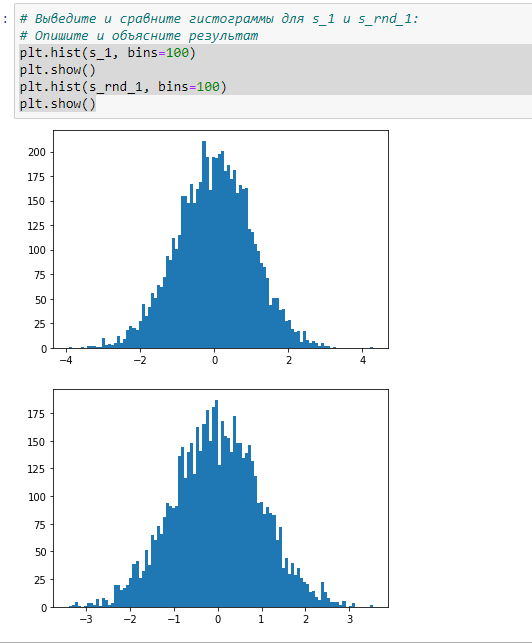 : # Выведите и сравните гистограммы для s_1 и s_rnd_1:
# Опишите и объясните результат
plt.hist(s_1, bins=100)
plt.show()
plt.hist(s_rnd_1, bins=100)
plt.show()
200
175
150
125
100
75
50
25
0
−4 −2 0 2 4
175
150
125
100
75
50
25
0
−3 −2 −1 0 1 2 3